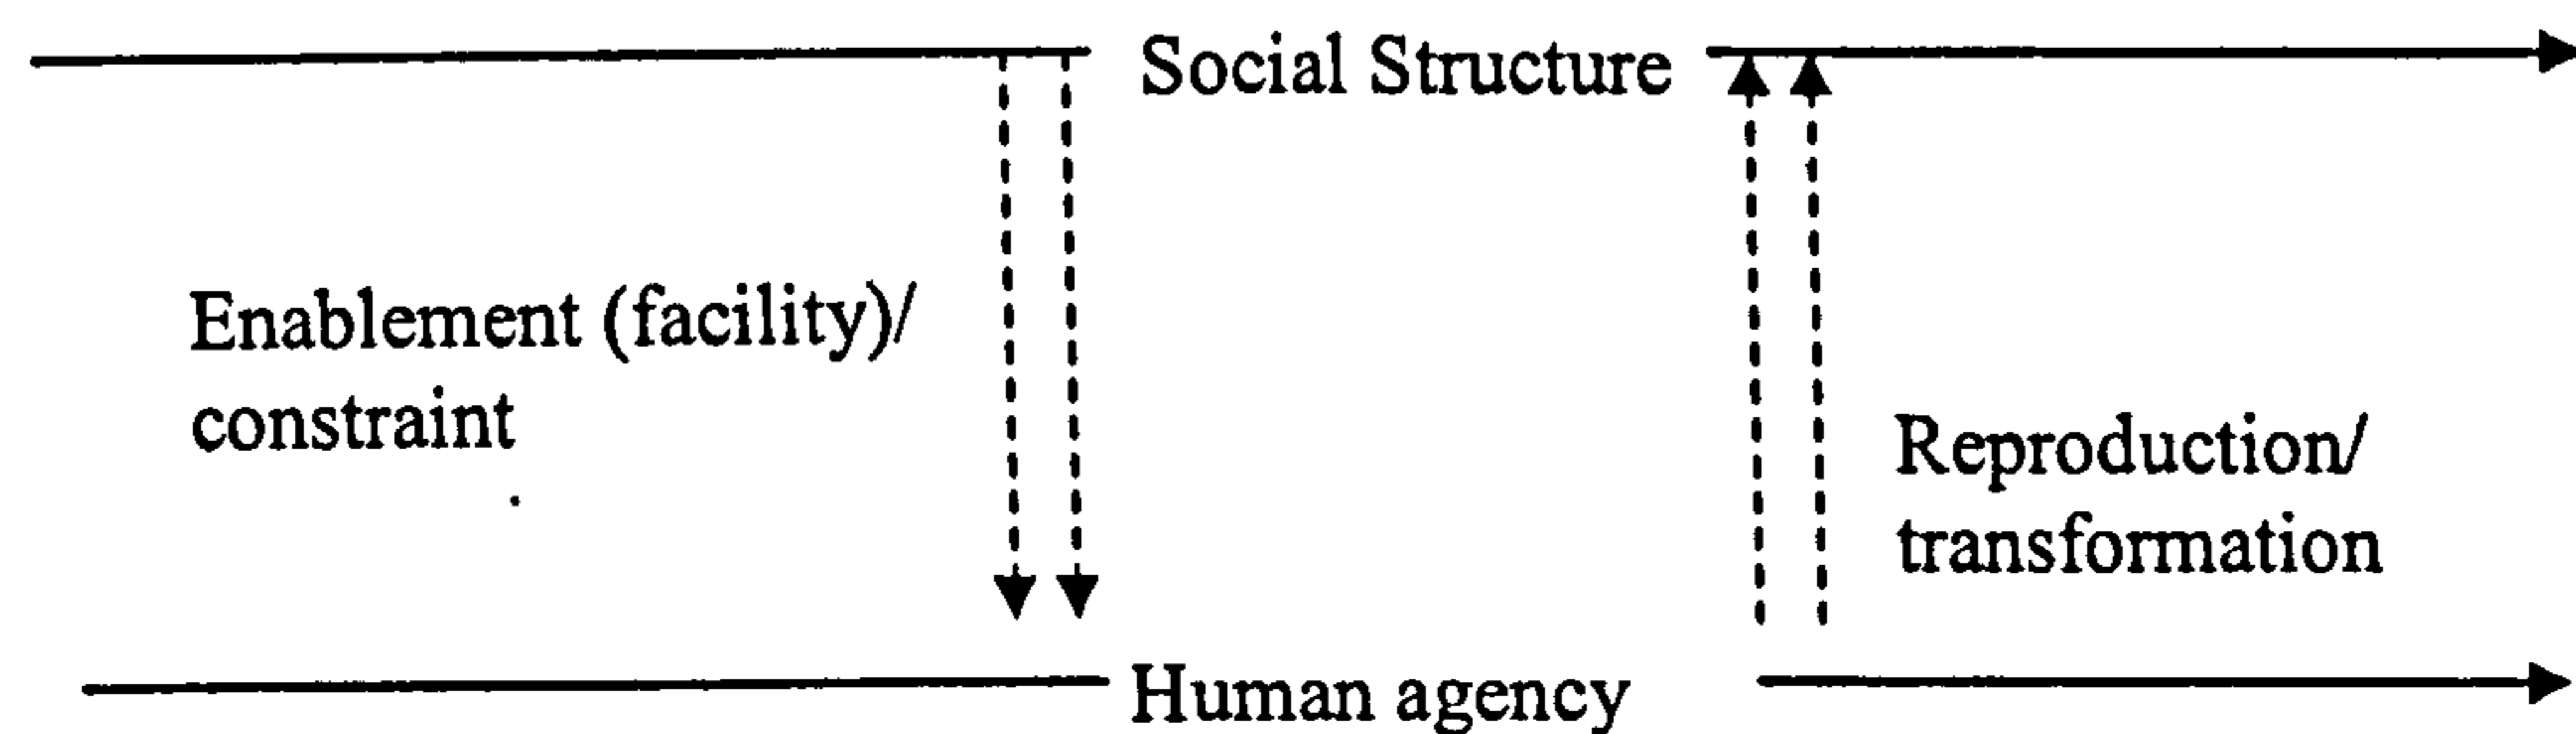 Social Structure
Enablement (facility)/
constraint
Reproduction/
transformation
Human agency